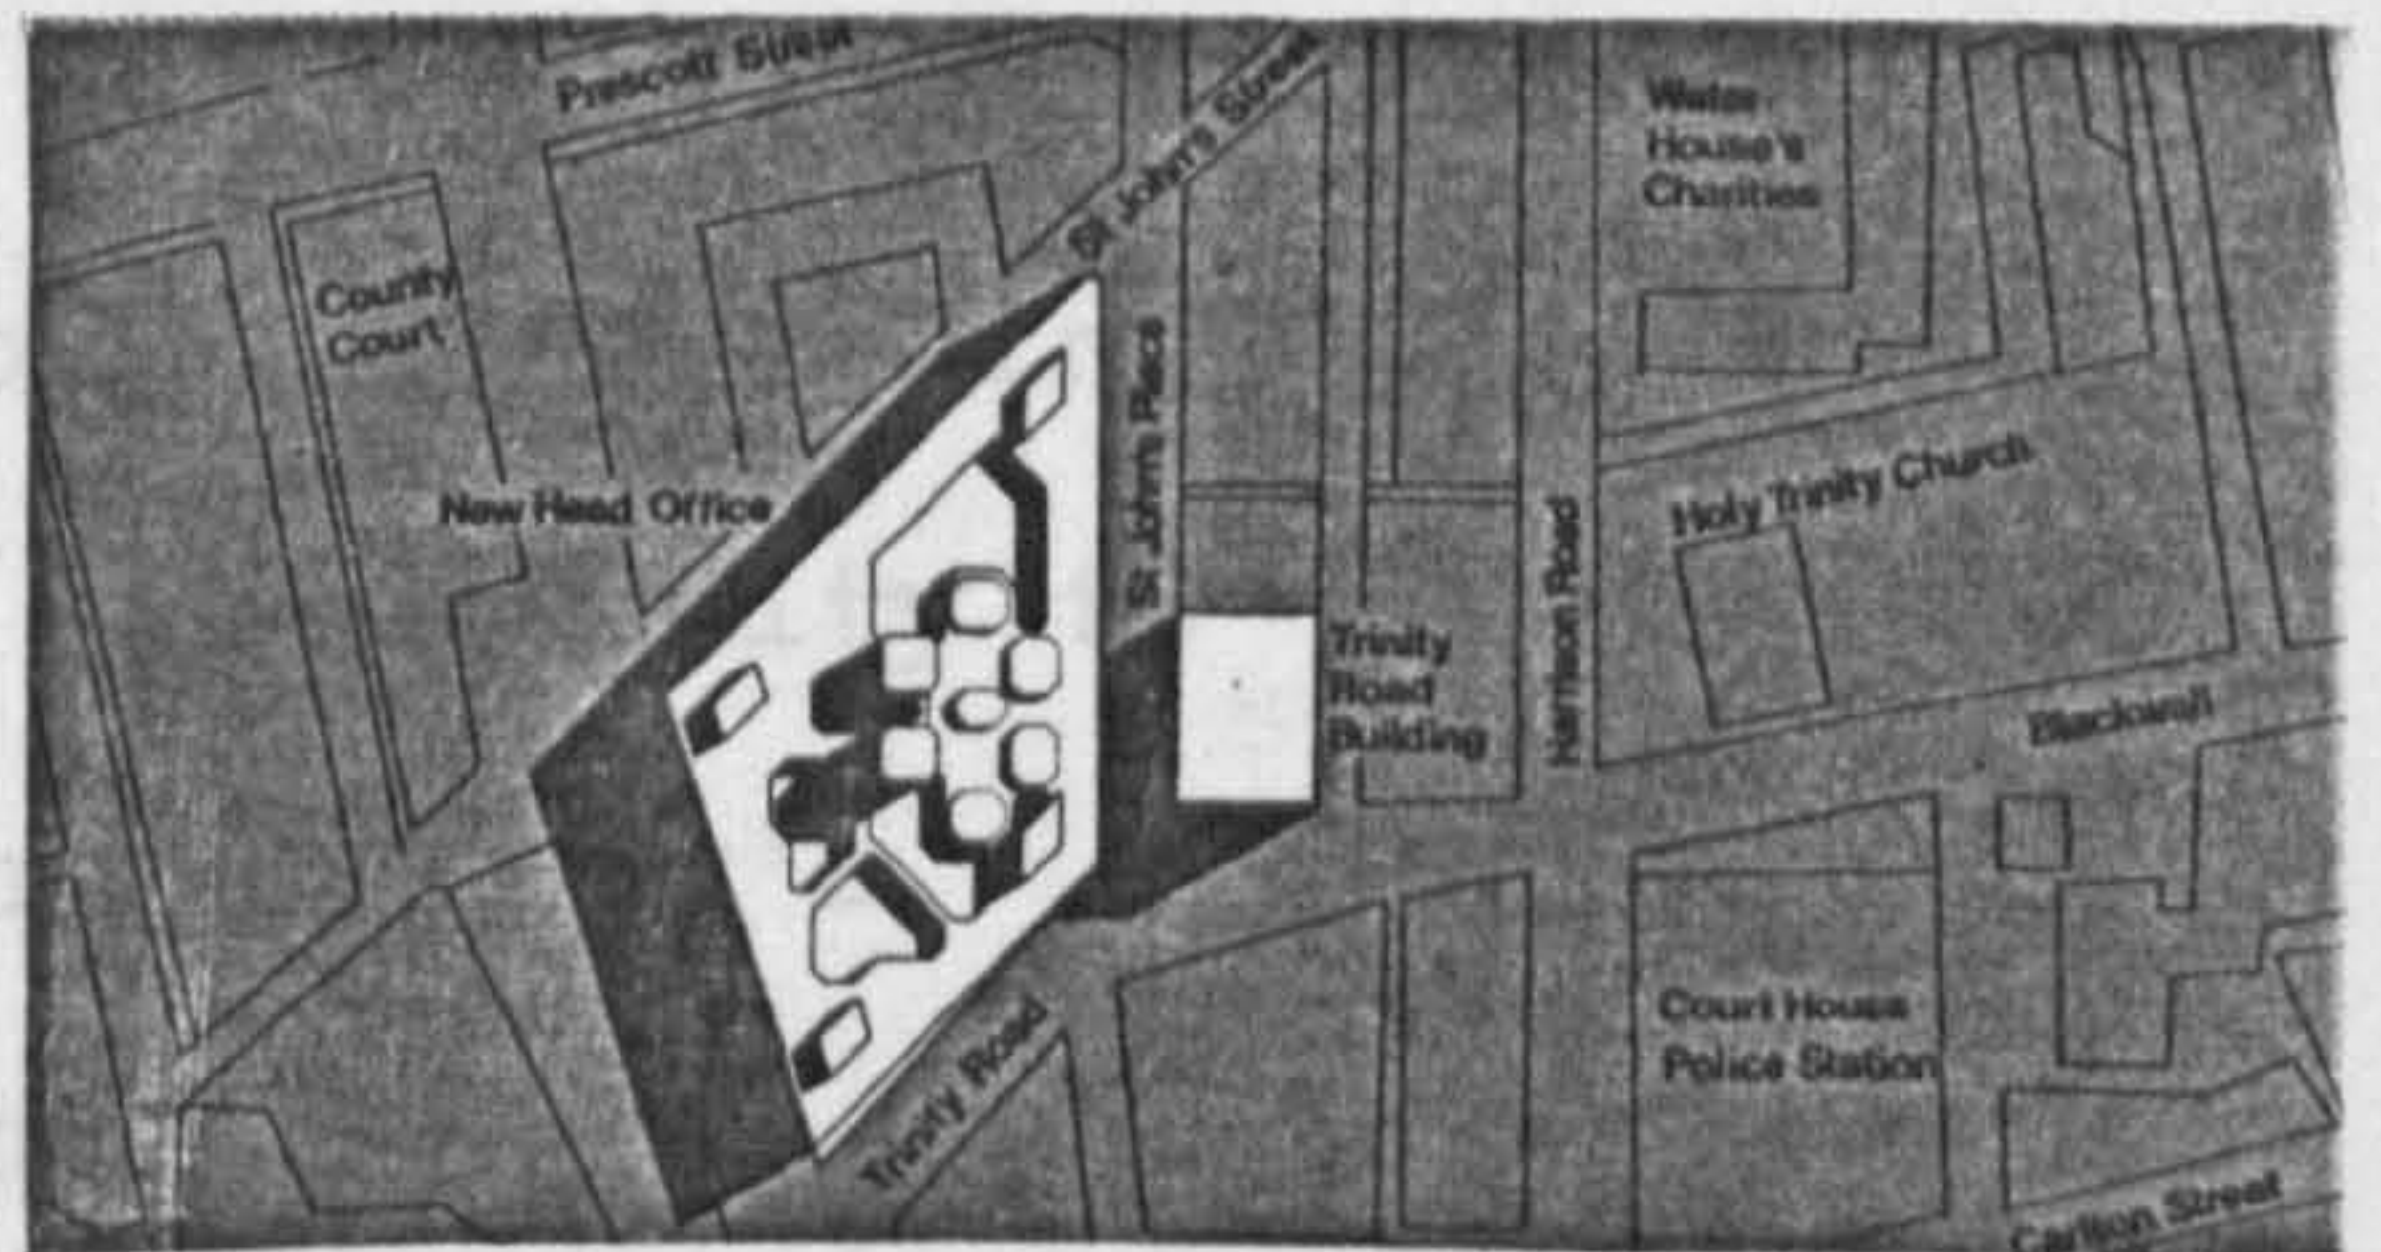 Prescott Street
St John's Street
Water
House's
Charities
County
Court
St John's Place
New Head Office
Holy Trinity Church
Harrison Road
Trinity
Road
Building
Blackwall
Court House
Police Station
Trinity Road
Carlton Street